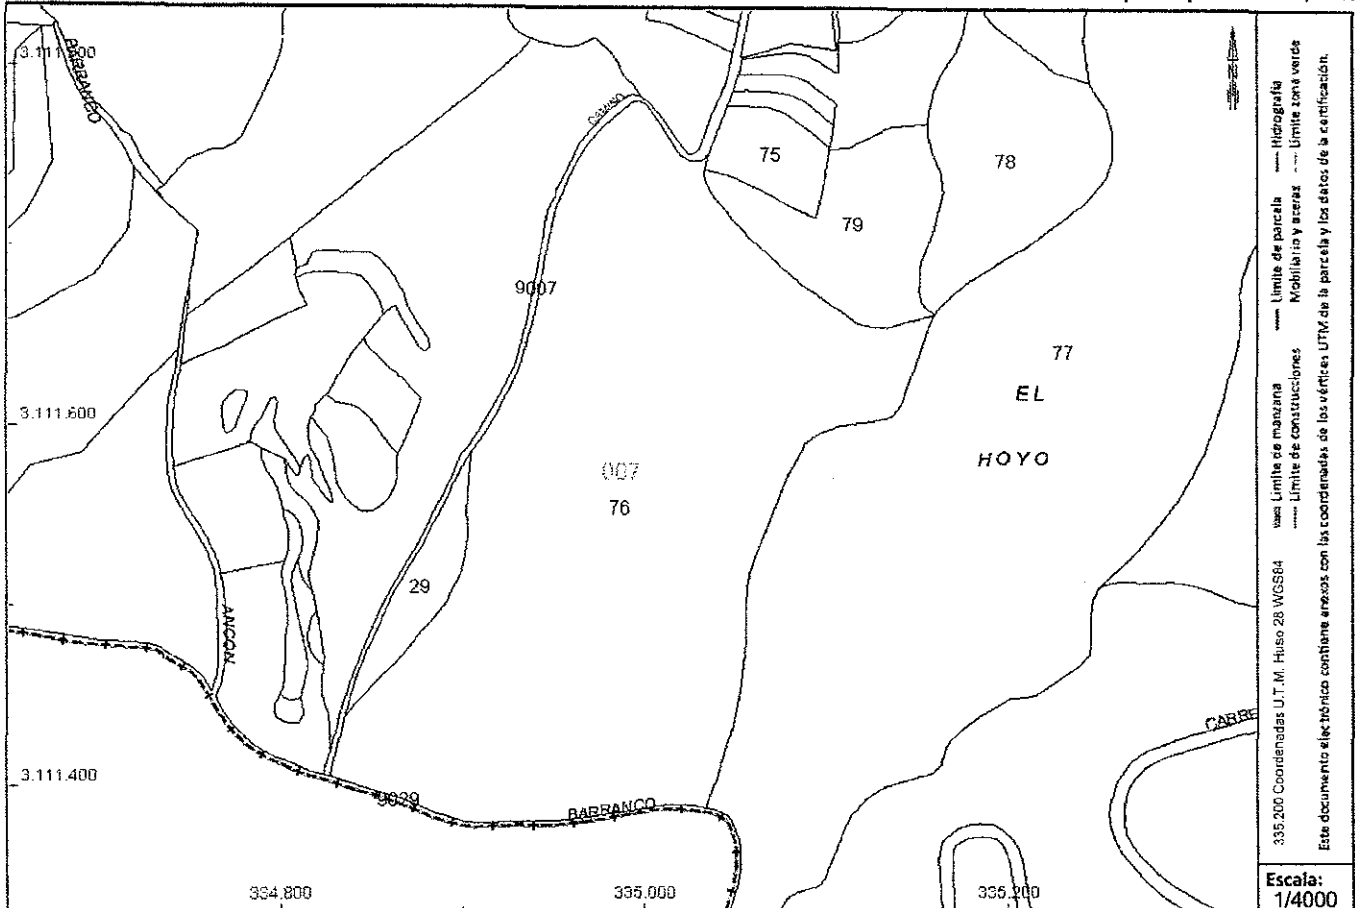 BARRANCO
CAMINO
75
78
79
9007
77
3.111.600
EL
HOYO
007
76
29
ANCON
CARRE
3.111.400
9029
BARRANCO
334,800
335,000
335,200
335.200 Coordenadas U.T.M. Huso 28 WGS84
Límite de manzana
Límite de parcela
Hidrografía
Límite de construcciones
Mobiliario y aceras
Límite zona verde
Este documento electrónico contiene anexos con las coordenadas de los vértices UTM de la parcela y los datos de la certificación.
Escala:
1/4000